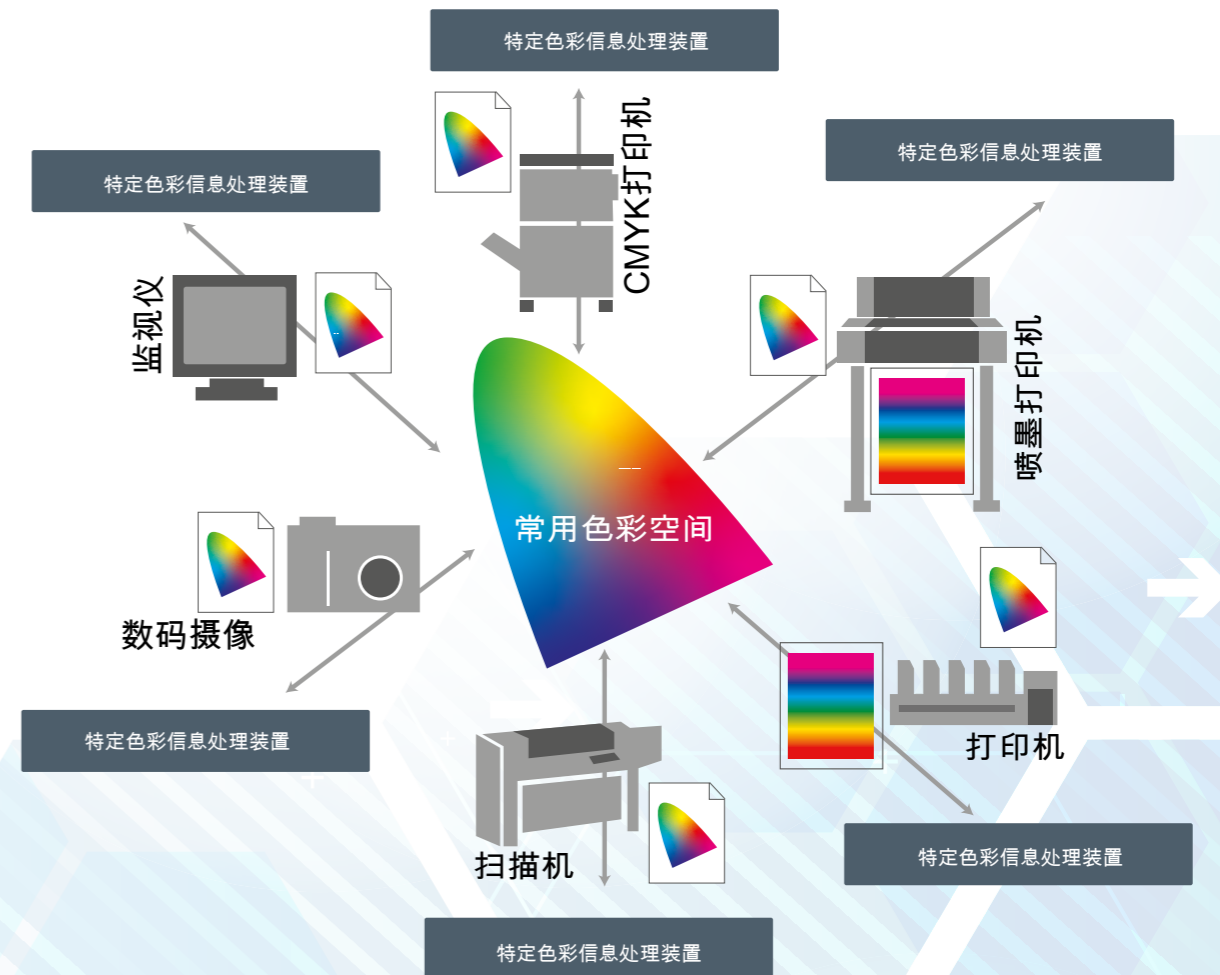 特定色彩信息处理装置
CMYK打印机
特定色彩信息处理装置
特定色彩信息处理装置
监视仪
喷墨打印机
常用色彩空间
数码摄像
特定色彩信息处理装置
打印机
扫描机
特定色彩信息处理装置
特定色彩信息处理装置